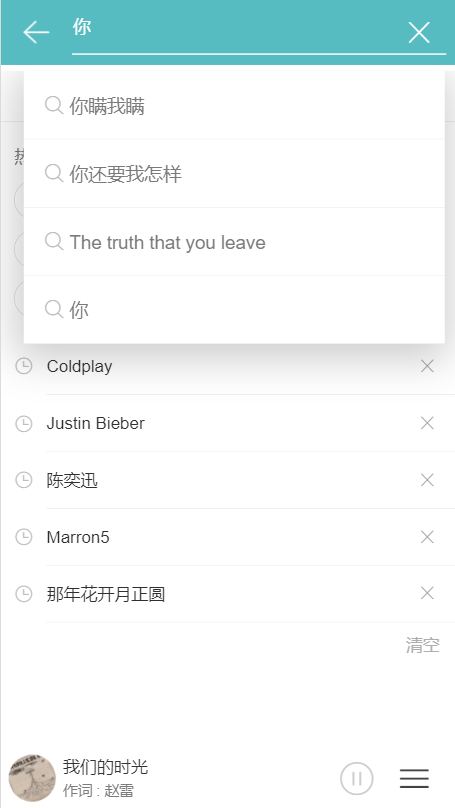 你
你瞒我瞒
你还要我怎样
The truth that you leave
你
Coldplay
Justin Bieber
陈奕迅
Marron5
那年花开月正圆
清空
我们的时光
作词 : 赵雷